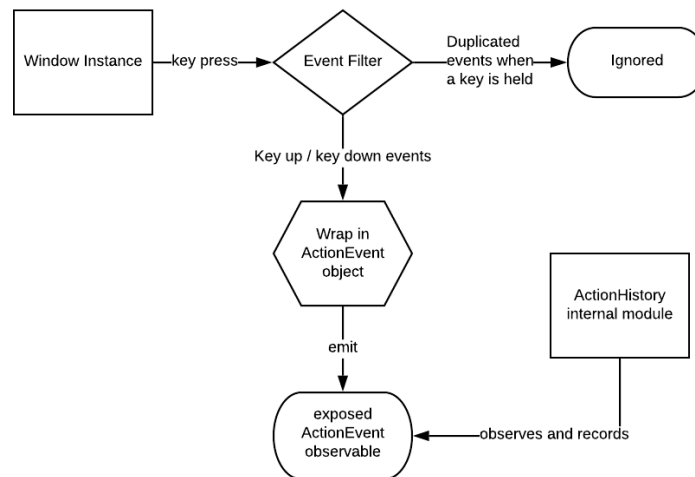 Window Instance
key press
Event Filter
Duplicated
events when
a key is held
Ignored
Key up / key down events
Wrap in
ActionEvent
object
ActionHistory
internal module
emit
exposed
ActionEvent
observable
observes and records